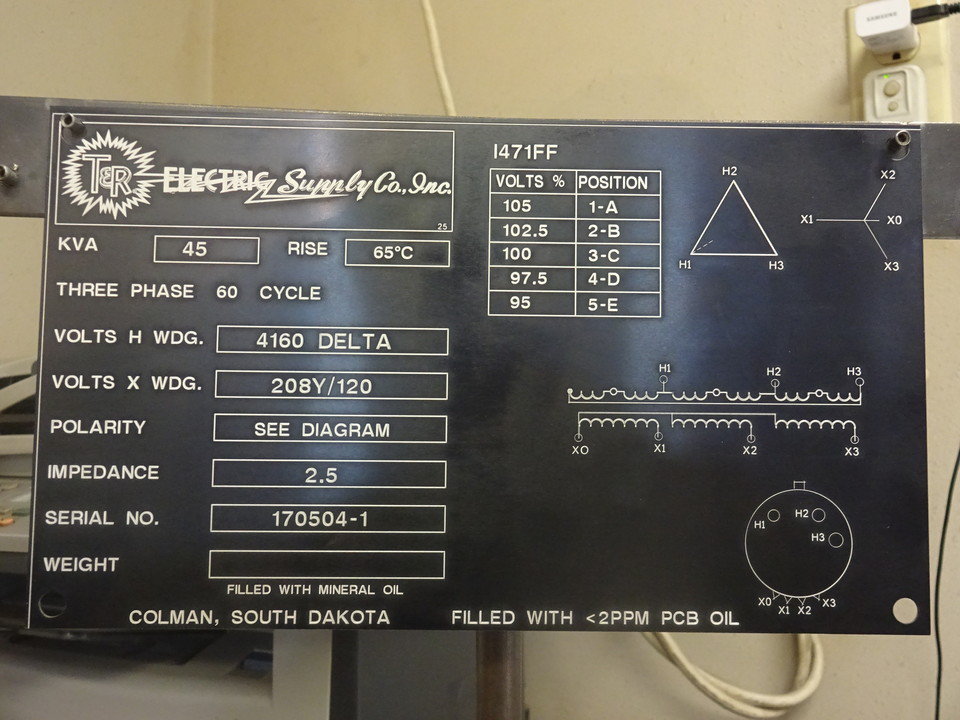 T&R ELECTRIC Supply Co., Inc.
25
KVA 45 RISE 65°C
THREE PHASE 60 CYCLE
VOLTS H WDG. 4160 DELTA
VOLTS X WDG. 208Y/120
POLARITY SEE DIAGRAM
IMPEDANCE 2.5
SERIAL NO. 170504-1
WEIGHT
FILLED WITH MINERAL OIL
COLMAN, SOUTH DAKOTA FILLED WITH <2PPM PCB OIL
1471FF
VOLTS % POSITION
105 1-A
102.5 2-B
100 3-C
97.5 4-D
95 5-E
H2
H1 H3
X2
X1 X0
X3
H1 H2 H3
XO X1 X2 X3
H1 H2
H3
X0 X1 X2 X3
SAMSUNG